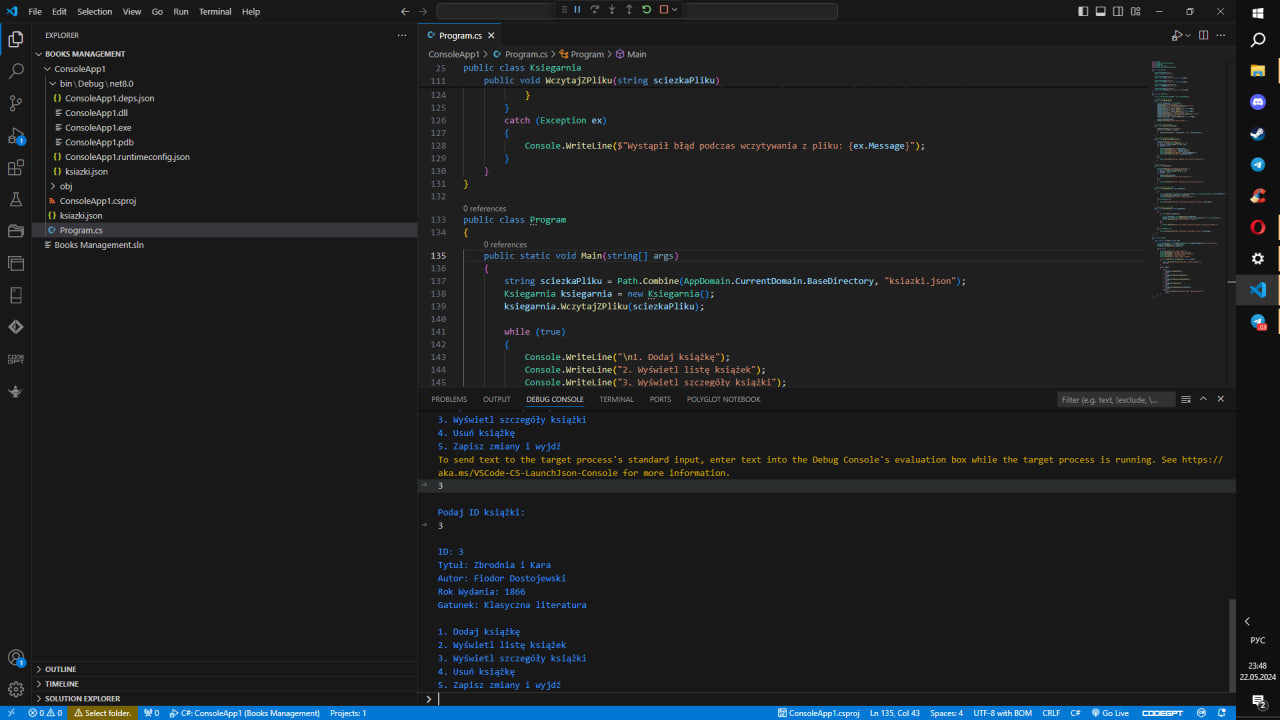 File Edit Selection View Go Run Terminal Help
EXPLORER
BOOKS MANAGEMENT
ConsoleApp1
bin \ Debug \ net8.0
ConsoleApp1.deps.json
ConsoleApp1.dll
ConsoleApp1.exe
ConsoleApp1.pdb
ConsoleApp1.runtimeconfig.json
ksiazki.json
obj
ConsoleApp1.csproj
ksiazki.json
Program.cs
Books Management.sln
OUTLINE
TIMELINE
SOLUTION EXPLORER
Program.cs
ConsoleApp1 > Program.cs > Program > Main
25 public class Ksiegarnia
111 public void WczytajZPliku(string sciezkaPliku)
124 }
125 }
126 catch (Exception ex)
127 {
128 Console.WriteLine($"Wystąpił błąd podczas wczytywania z pliku: {ex.Message}");
129 }
130 }
131 }
132
0 references
133 public class Program
134 {
0 references
135 public static void Main(string[] args)
136 {
137 string sciezkaPliku = Path.Combine(AppDomain.CurrentDomain.BaseDirectory, "ksiazki.json");
138 Ksiegarnia ksiegarnia = new Ksiegarnia();
139 ksiegarnia.WczytajZPliku(sciezkaPliku);
140
141 while (true)
142 {
143 Console.WriteLine("\n1. Dodaj książkę");
144 Console.WriteLine("2. Wyświetl listę książek");
145 Console.WriteLine("3. Wyświetl szczegóły książki");
PROBLEMS OUTPUT DEBUG CONSOLE TERMINAL PORTS POLYGLOT NOTEBOOK
Filter (e.g. text, !exclude, \...
3. Wyświetl szczegóły książki
4. Usuń książkę
5. Zapisz zmiany i wyjdź
To send text to the target process's standard input, enter text into the Debug Console's evaluation box while the target process is running. See https://
aka.ms/VSCode-CS-LaunchJson-Console for more information.
3
Podaj ID książki:
3
ID: 3
Tytuł: Zbrodnia i Kara
Autor: Fiodor Dostojewski
Rok Wydania: 1866
Gatunek: Klasyczna literatura
1. Dodaj książkę
2. Wyświetl listę książek
3. Wyświetl szczegóły książki
4. Usuń książkę
5. Zapisz zmiany i wyjdź
0 0 Select folder. 0 C#: ConsoleApp1 (Books Management) Projects: 1
ConsoleApp1.csproj Ln 135, Col 43 Spaces: 4 UTF-8 with BOM CRLF C# Go Live CODEGPT
РУС
23:48
22.05.2024
2